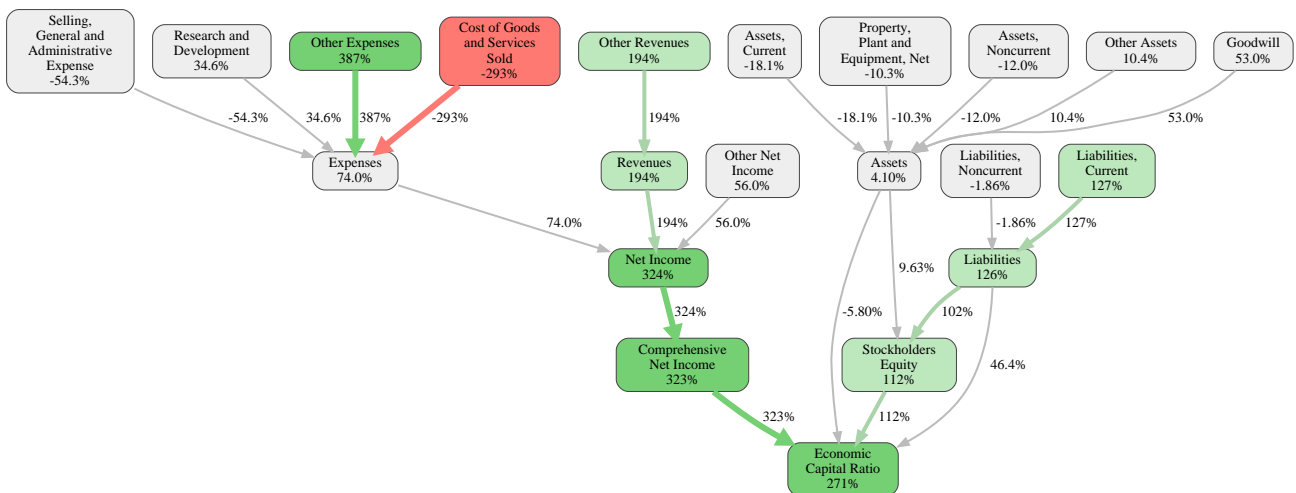 Selling,
General and
Administrative
Expense
-54.3%
Research and
Development
34.6%
Other Expenses
387%
Cost of Goods
and Services
Sold
-293%
Other Revenues
194%
Assets,
Current
-18.1%
Property,
Plant and
Equipment, Net
-10.3%
Assets,
Noncurrent
-12.0%
Other Assets
10.4%
Goodwill
53.0%
-54.3%
34.6%
387%
-293%
194%
-18.1%
-10.3%
-12.0%
10.4%
53.0%
Expenses
74.0%
Revenues
194%
Other Net
Income
56.0%
Assets
4.10%
Liabilities,
Noncurrent
-1.86%
Liabilities,
Current
127%
74.0%
194%
56.0%
-1.86%
127%
Net Income
324%
9.63%
Liabilities
126%
324%
-5.80%
102%
Comprehensive
Net Income
323%
Stockholders
Equity
112%
46.4%
323%
112%
Economic
Capital Ratio
271%